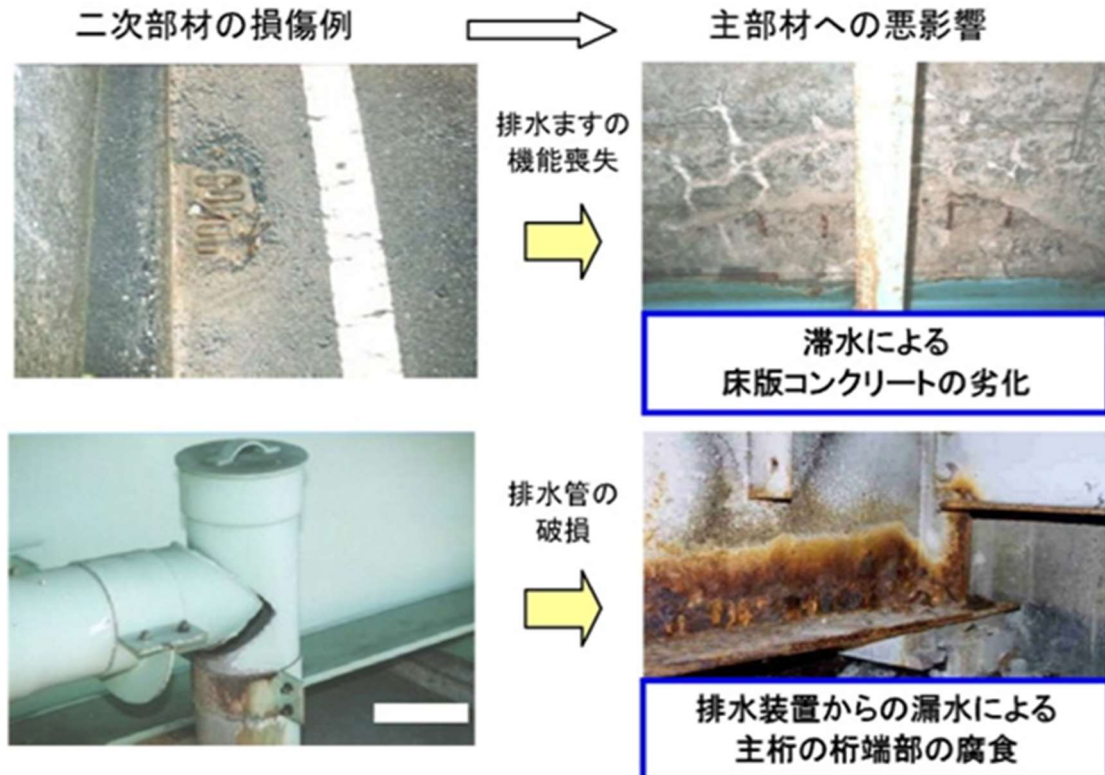 二次部材の損傷例
主部材への悪影響
排水ますの
機能喪失
滞水による
床版コンクリートの劣化
排水管の
破損
排水装置からの漏水による
主桁の桁端部の腐食